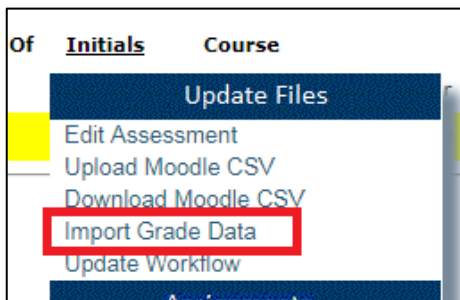 Of Initials Course
Update Files
Edit Assessment
Upload Moodle CSV
Download Moodle CSV
Import Grade Data
Update Workflow